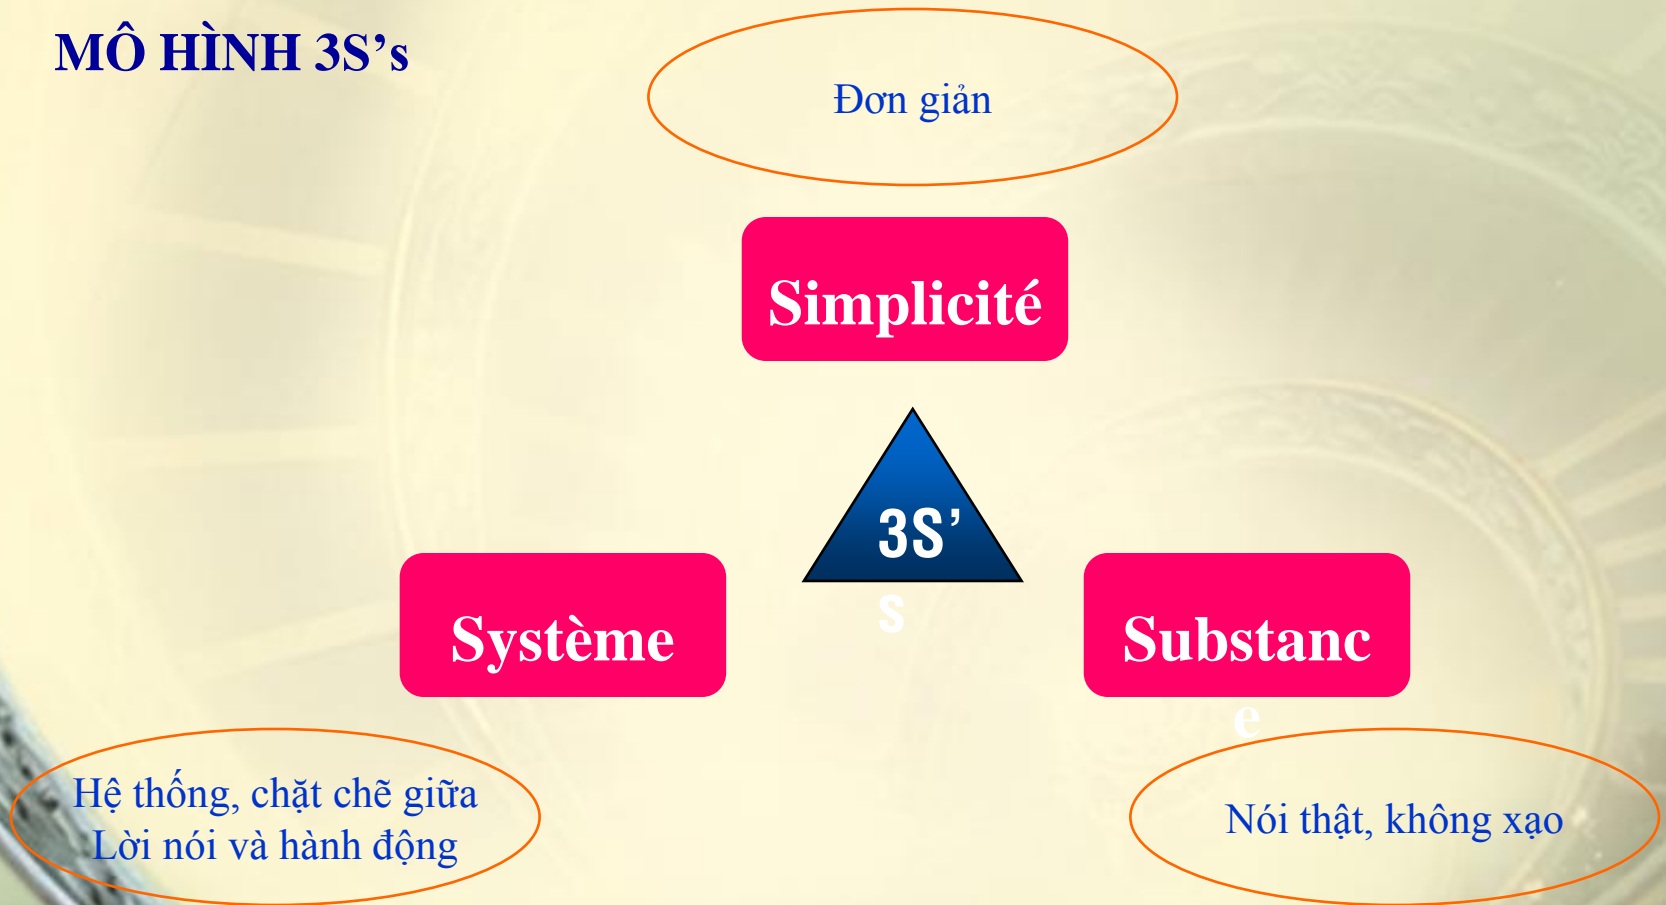 MÔ HÌNH 3S’s
Đơn giản
Simplicité
3S’
s
Système
Substanc
e
Hệ thống, chặt chẽ giữa
Lời nói và hành động
Nói thật, không xạo